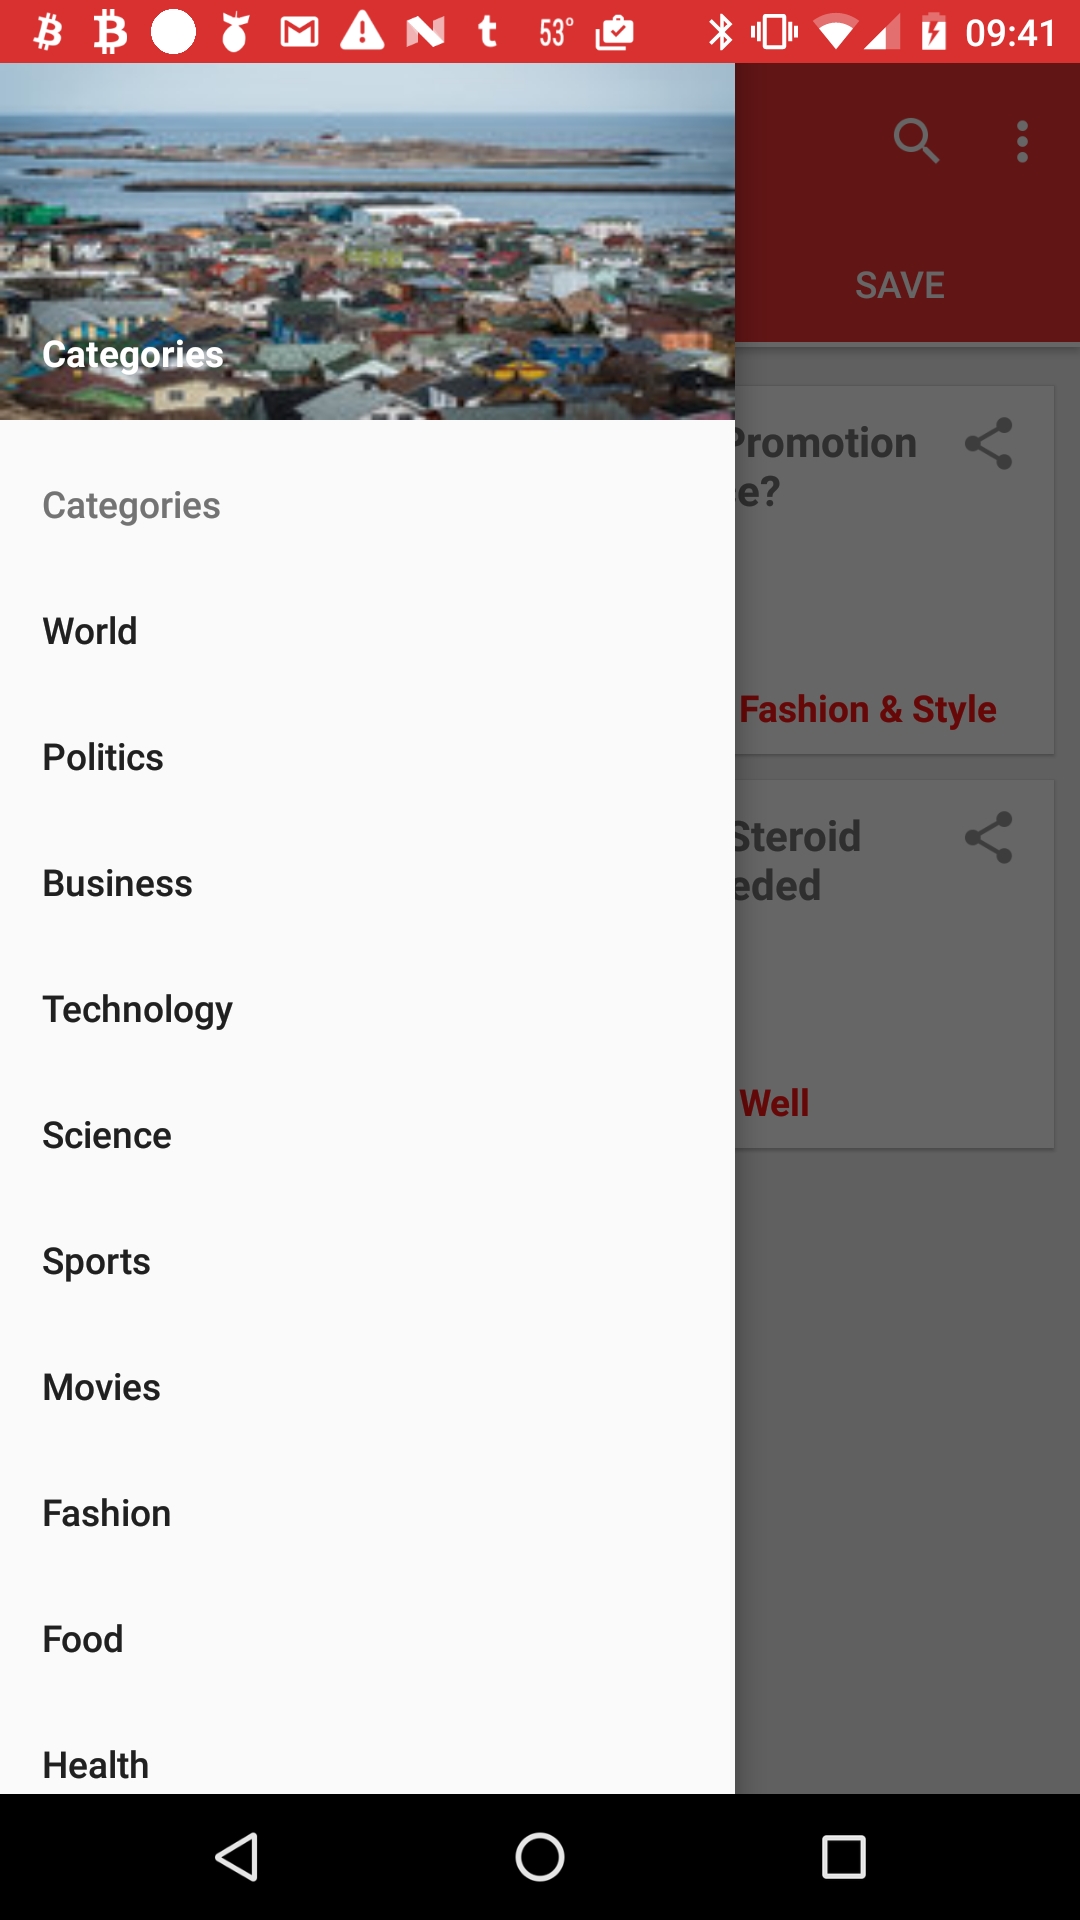 53° 09:41
SAVE
Categories
Promotion
e?
Categories
World
Fashion & Style
Politics
Steroid
eded
Business
Technology
Well
Science
Sports
Movies
Fashion
Food
Health